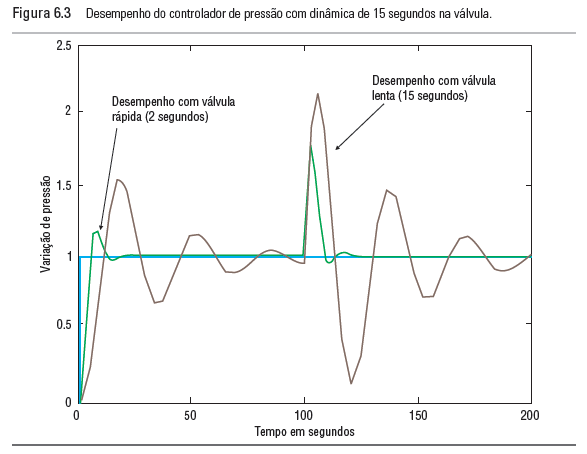 Figura 6.3 Desempenho do controlador de pressão com dinâmica de 15 segundos na válvula.
2.5
Desempenho com válvula
lenta (15 segundos)
Desempenho com válvula
rápida (2 segundos)
2
1.5
Variação de pressão
1
0.5
0
0 50 100 150 200
Tempo em segundos